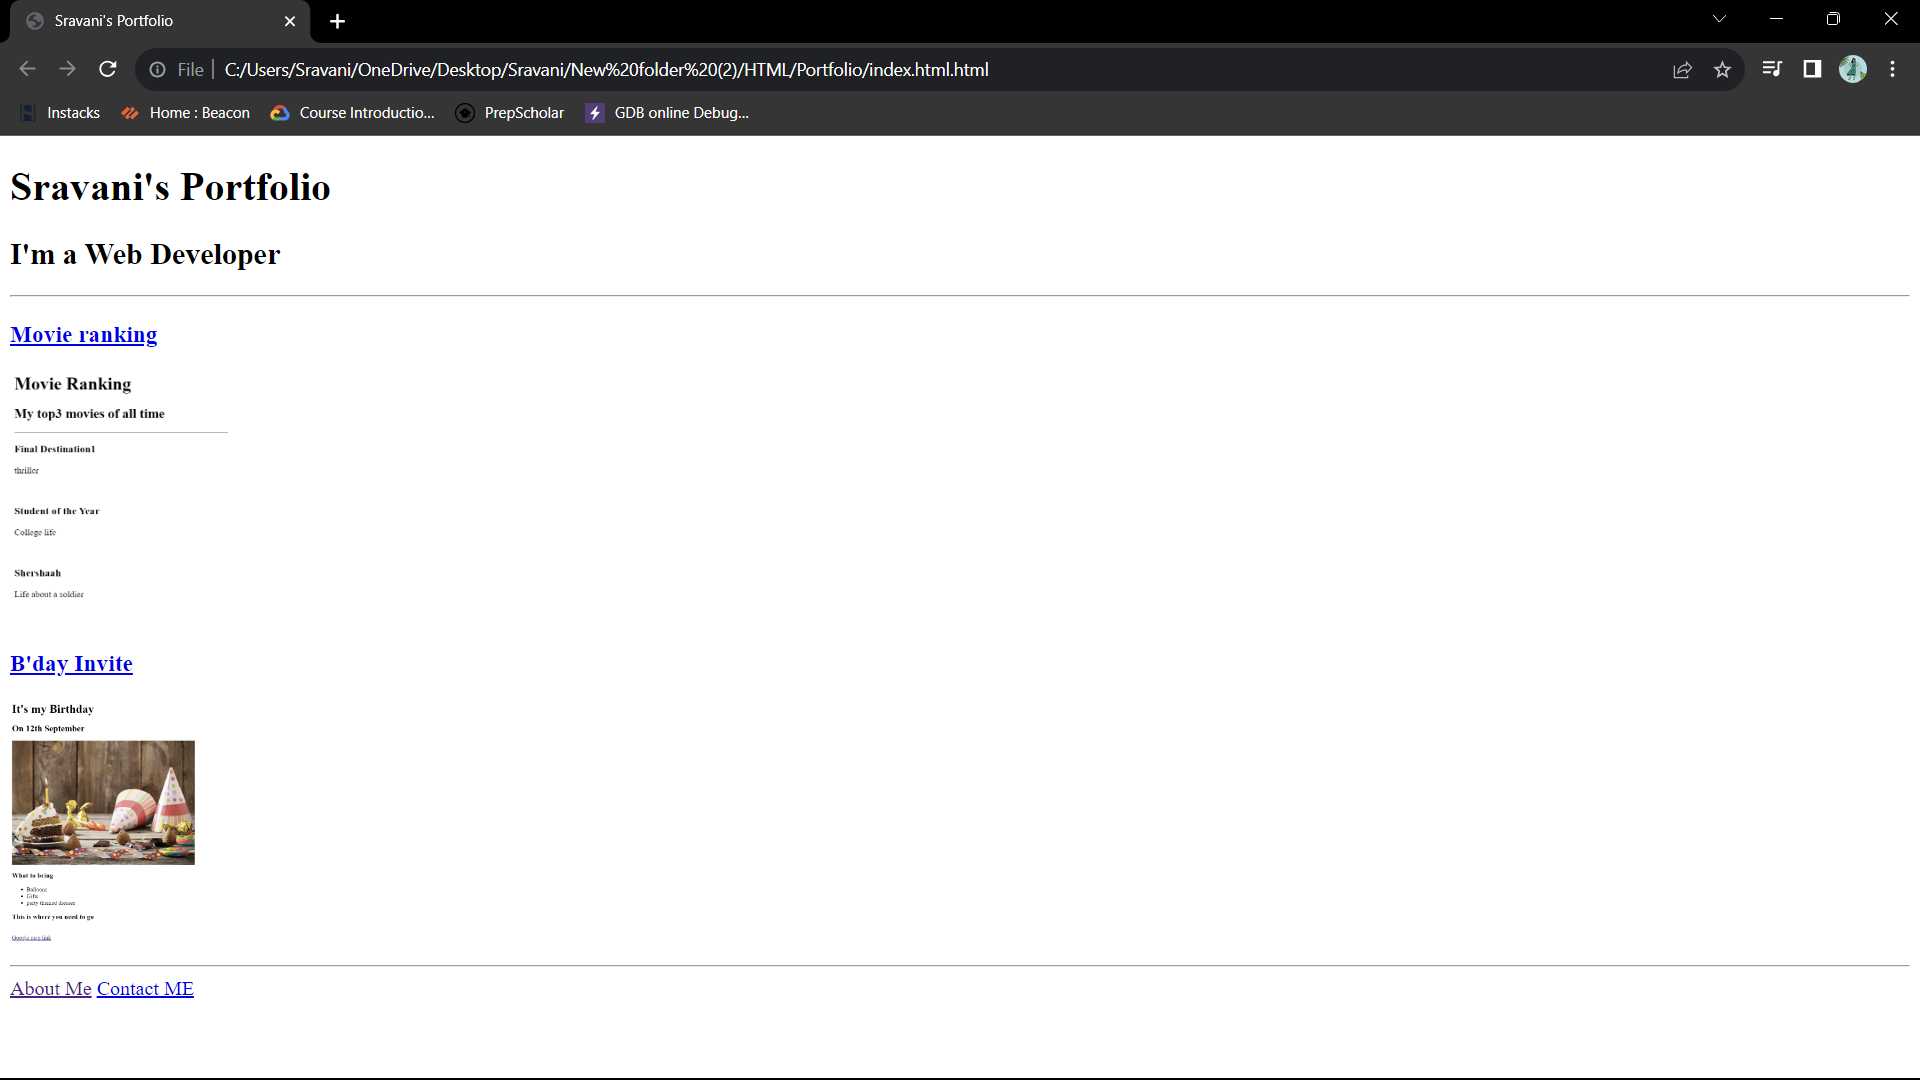 Sravani's Portfolio
File
C:/Users/Sravani/OneDrive/Desktop/Sravani/New%20folder%20(2)/HTML/Portfolio/index.html.html
Instacks
Home : Beacon
Course Introductio...
PrepScholar
GDB online Debug...
Sravani's Portfolio
I'm a Web Developer
Movie ranking
Movie Ranking
My top3 movies of all time
Final Destination1
thriller
Student of the Year
College life
Shershaah
Life about a soldier
B'day Invite
It's my Birthday
On 12th September
What to bring
Balloons
Gifts
party themed dresses
This is where you need to go
Google map link
About Me Contact ME